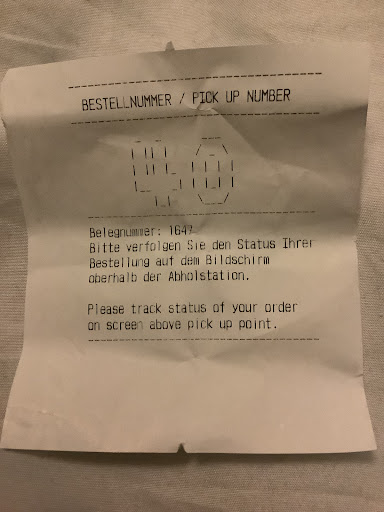 BESTELLNUMMER / PICK UP NUMBER
40
Belegnummer: 1647
Bitte verfolgen Sie den Status Ihrer
Bestellung auf dem Bildschirm
oberhalb der Abholstation.
Please track status of your order
on screen above pick up point.